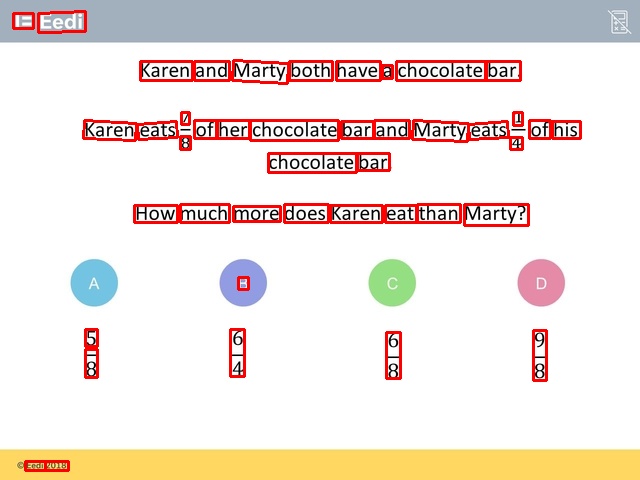 Eedi
Karen and Marty both have a chocolate bar.
Karen eats 7/8 of her chocolate bar and Marty eats 1/4 of his
chocolate bar
How much more does Karen eat than Marty?
A B C D
5/8 6/4 6/8 9/8
© Eedi 2018